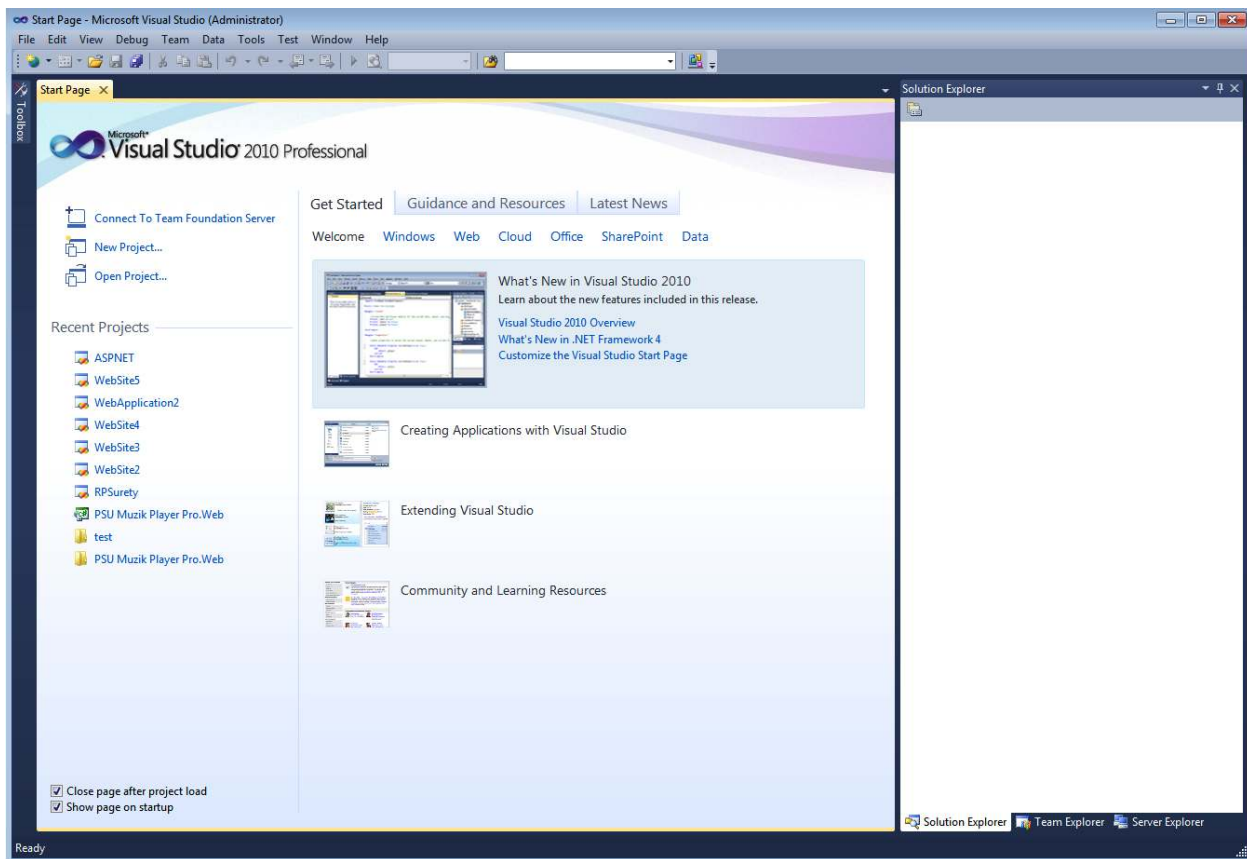 Start Page - Microsoft Visual Studio (Administrator)
File Edit View Debug Team Data Tools Test Window Help
Toolbox
Start Page
Solution Explorer
Microsoft®
Visual Studio® 2010 Professional
Connect To Team Foundation Server
New Project...
Open Project...
Recent Projects
ASPNET
WebSite5
WebApplication2
WebSite4
WebSite3
WebSite2
RPSurety
PSU Muzik Player Pro.Web
test
PSU Muzik Player Pro.Web
Close page after project load
Show page on startup
Get Started Guidance and Resources Latest News
Welcome Windows Web Cloud Office SharePoint Data
What's New in Visual Studio 2010
Learn about the new features included in this release.
Visual Studio 2010 Overview
What's New in .NET Framework 4
Customize the Visual Studio Start Page
Creating Applications with Visual Studio
Extending Visual Studio
Community and Learning Resources
Solution Explorer Team Explorer Server Explorer
Ready